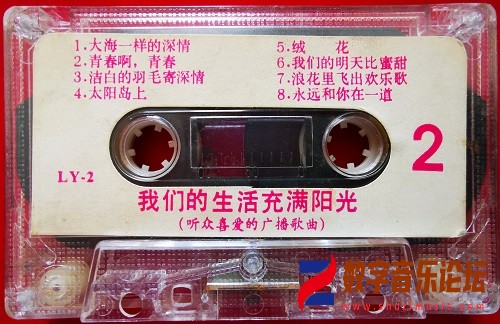 1.大海一样的深情
2.青春啊，青春
3.洁白的羽毛寄深情
4.太阳岛上
5.绒　花
6.我们的明天比蜜甜
7.浪花里飞出欢乐歌
8.永远和你在一道
2
LY-2
我们的生活充满阳光
(听众喜爱的广播歌曲)
数字音乐论坛